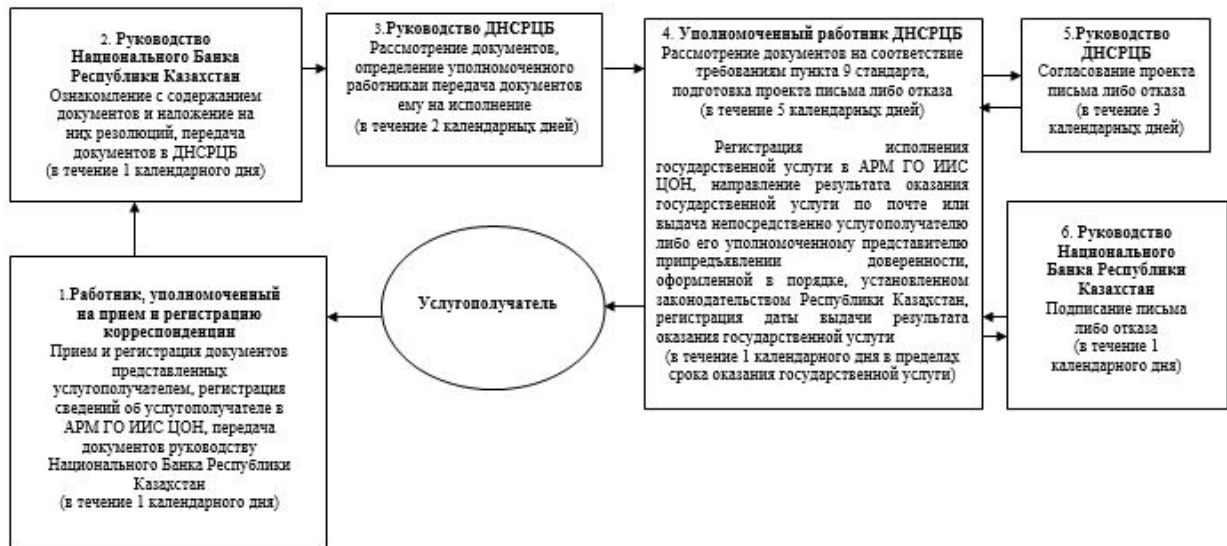 2. Руководство
Национального Банка
Республики Казахстан
Ознакомление с содержанием
документов и наложение на
них резолюций, передача
документов в ДНСРЦБ
(в течение 1 календарного дня)
3.Руководство ДНСРЦБ
Рассмотрение документов,
определение уполномоченного
работникаи передача документов
ему на исполнение
(в течение 2 календарных дней)
4. Уполномоченный работник ДНСРЦБ
Рассмотрение документов на соответствие
требованиям пункта 9 стандарта,
подготовка проекта письма либо отказа
(в течение 5 календарных дней)
Регистрация исполнения
государственной услуги в АРМ ГО ИИС
ЦОН, направление результата оказания
государственной услуги по почте или
выдача непосредственно услугополучателю
либо его уполномоченному представителю
припредъявлении доверенности,
оформленной в порядке, установленном
законодательством Республики Казахстан,
регистрация даты выдачи результата
оказания государственной услуги
(в течение 1 календарного дня в пределах
срока оказания государственной услуги)
5.Руководство
ДНСРЦБ
Согласование проекта
письма либо отказа
(в течение 3
календарных дней)
6. Руководство
Национального
Банка Республики
Казахстан
Подписание письма
либо отказа
(в течение 1
календарного дня)
Услугополучатель
1.Работник, уполномоченный
на прием и регистрацию
корреспонденции
Прием и регистрация документов
представленных
услугополучателем, регистрация
сведений об услугополучателе в
АРМ ГО ИИС ЦОН, передача
документов руководству
Национального Банка Республики
Казахстан
(в течение 1 календарного дня)